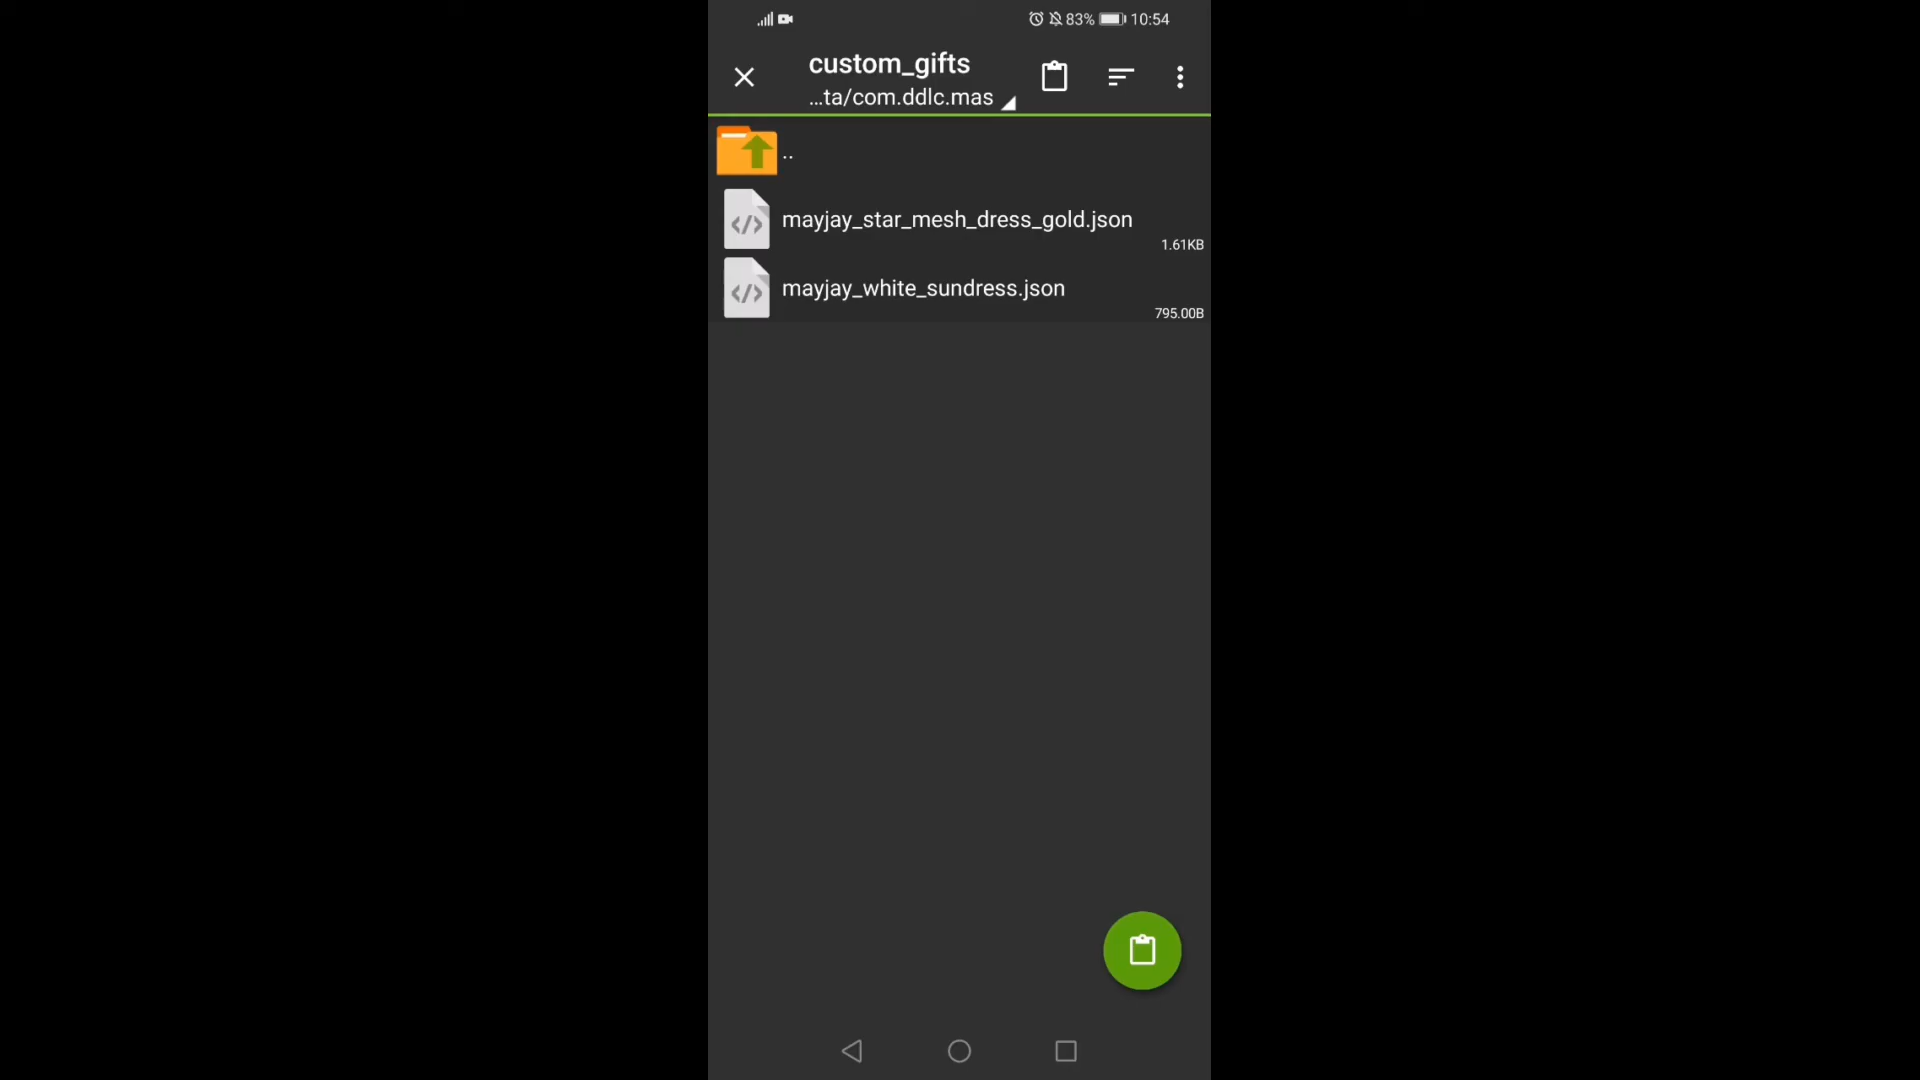 83% 10:54
custom_gifts
...ta/com.ddlc.mas
..
mayjay_star_mesh_dress_gold.json
1.61KB
mayjay_white_sundress.json
795.00B